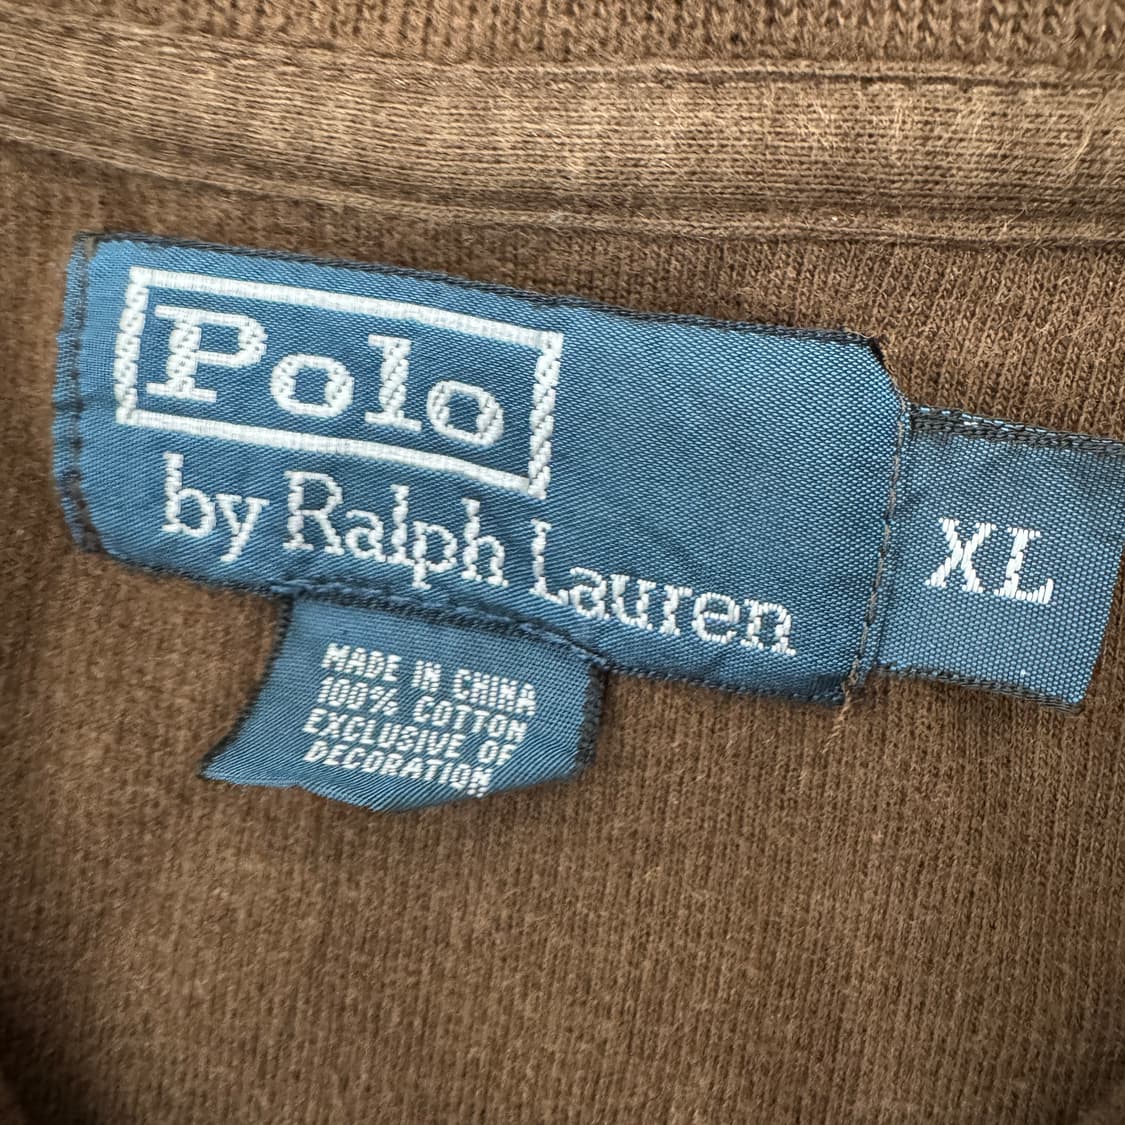 Polo
by Ralph Lauren
XL
MADE IN CHINA
100% COTTON
EXCLUSIVE OF
DECORATION